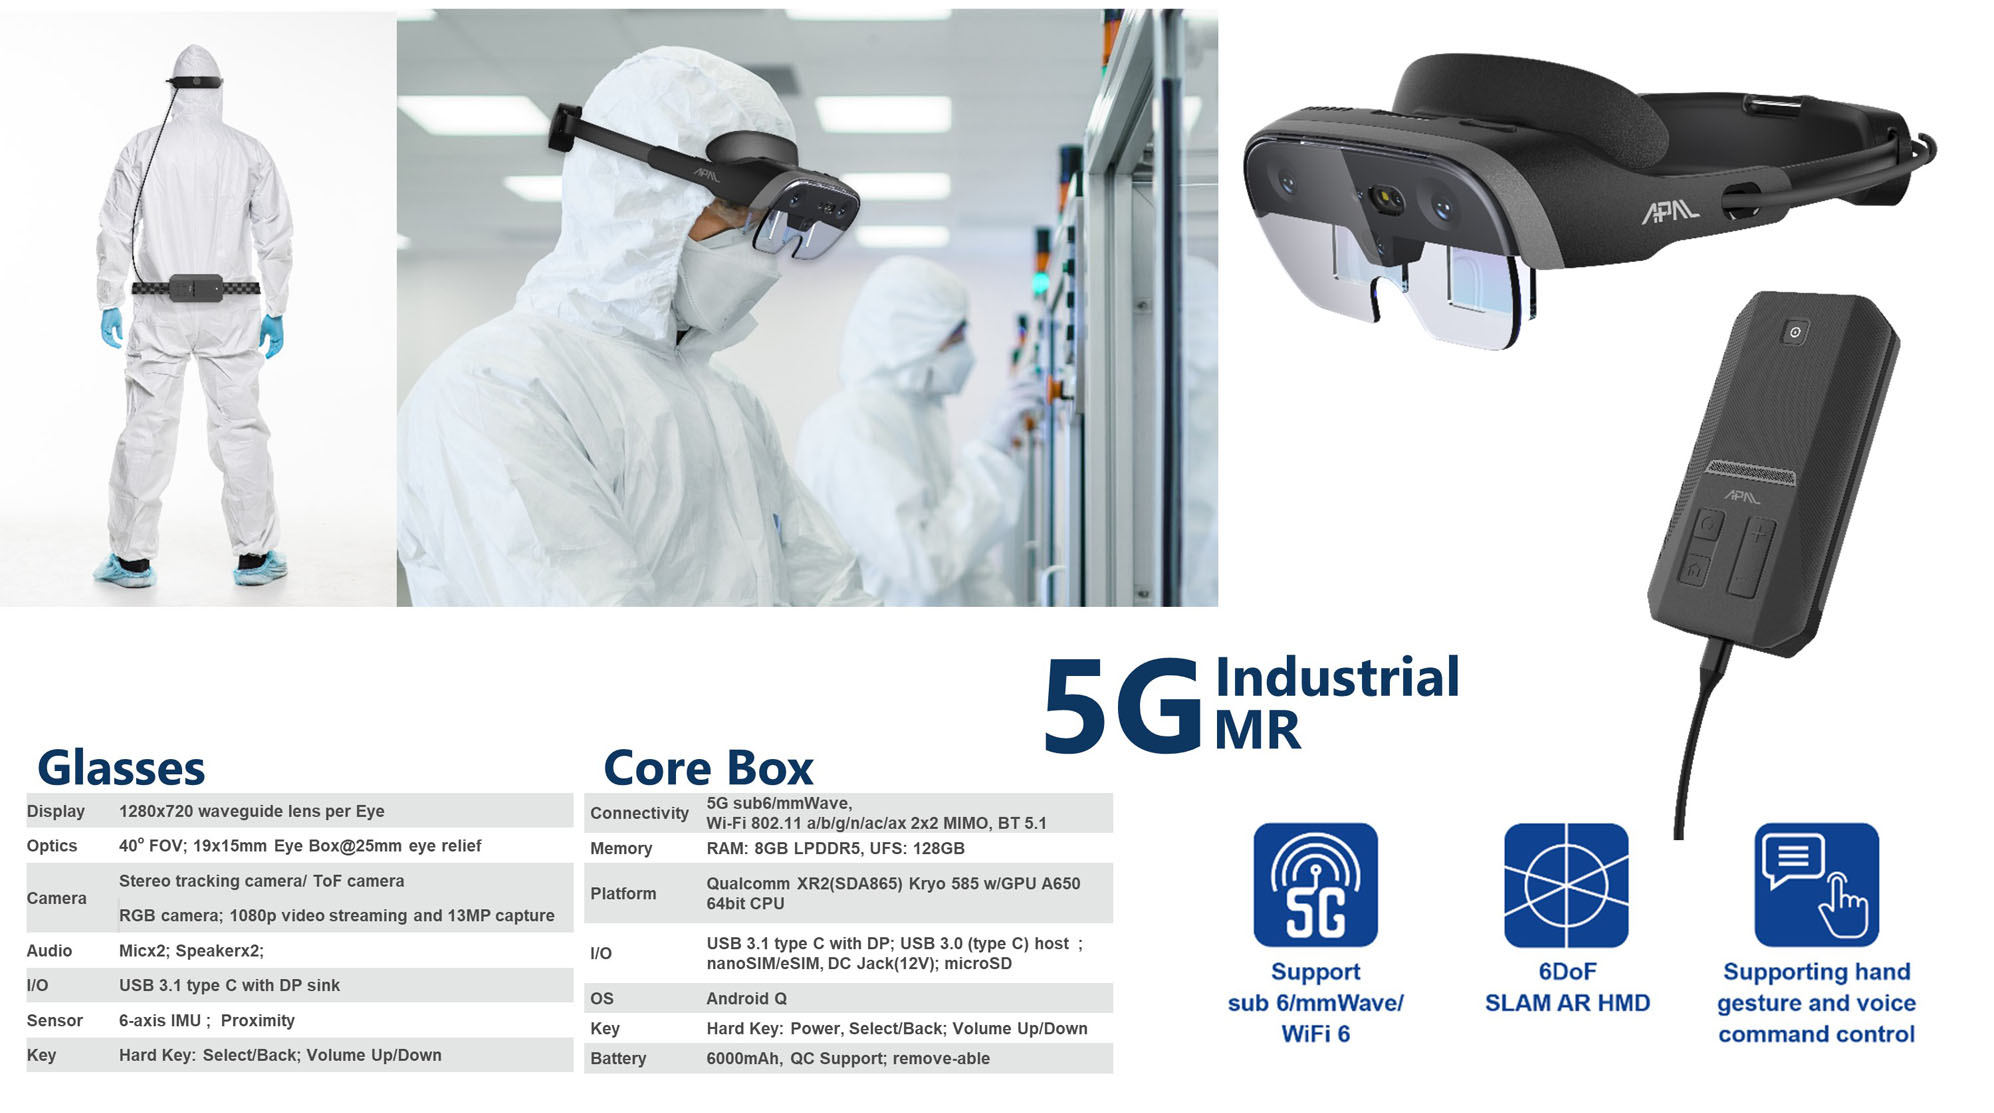 APAL
APAL
APAL
5G
Industrial
MR
Glasses
Display 1280x720 waveguide lens per Eye
Optics 40° FOV; 19x15mm Eye Box@25mm eye relief
Camera Stereo tracking camera/ ToF camera
RGB camera; 1080p video streaming and 13MP capture
Audio Micx2; Speakerx2;
I/O USB 3.1 type C with DP sink
Sensor 6-axis IMU ; Proximity
Key Hard Key: Select/Back; Volume Up/Down
Core Box
Connectivity 5G sub6/mmWave,
Wi-Fi 802.11 a/b/g/n/ac/ax 2x2 MIMO, BT 5.1
Memory RAM: 8GB LPDDR5, UFS: 128GB
Platform Qualcomm XR2(SDA865) Kryo 585 w/GPU A650
64bit CPU
I/O USB 3.1 type C with DP; USB 3.0 (type C) host ;
nanoSIM/eSIM, DC Jack(12V); microSD
OS Android Q
Key Hard Key: Power, Select/Back; Volume Up/Down
Battery 6000mAh, QC Support; remove-able
5G
Support
sub 6/mmWave/
WiFi 6
6DoF
SLAM AR HMD
Supporting hand
gesture and voice
command control